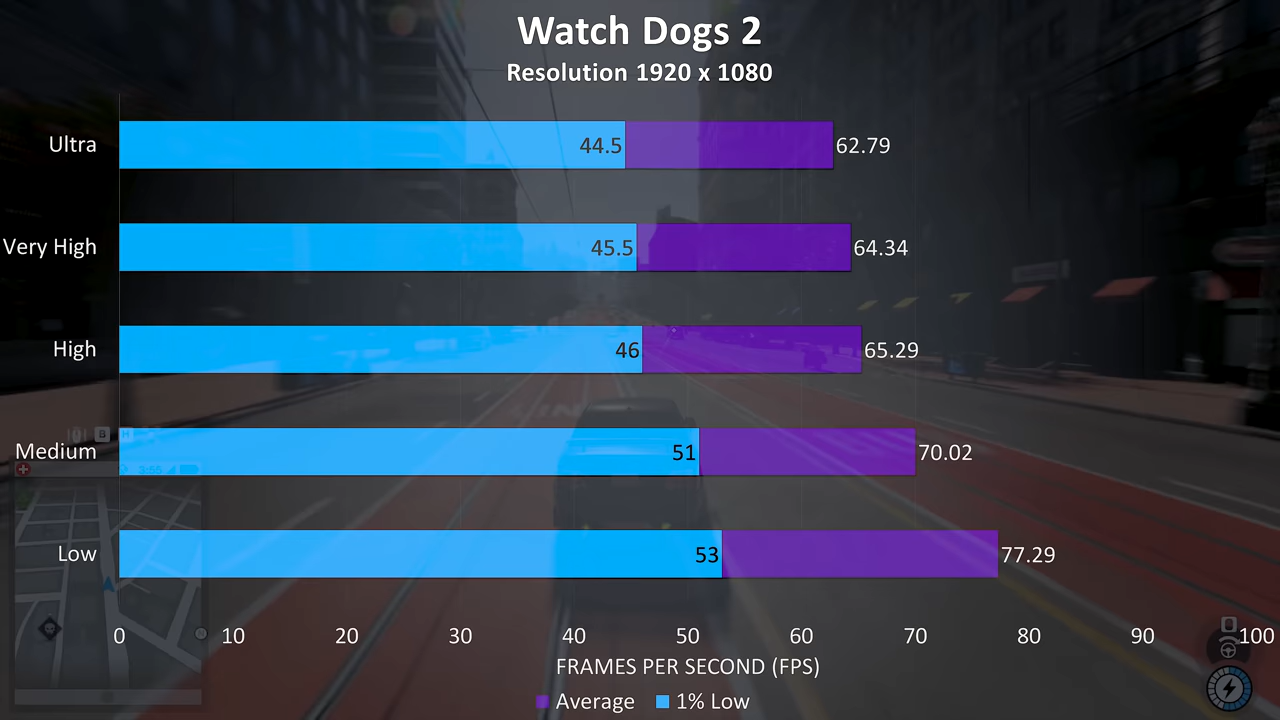 Watch Dogs 2
Resolution 1920 x 1080
Ultra 44.5 62.79
Very High 45.5 64.34
High 46 65.29
Medium 51 70.02
3:55
Low 53 77.29
0 10 20 30 40 50 60 70 80 90 100
FRAMES PER SECOND (FPS)
Average 1% Low